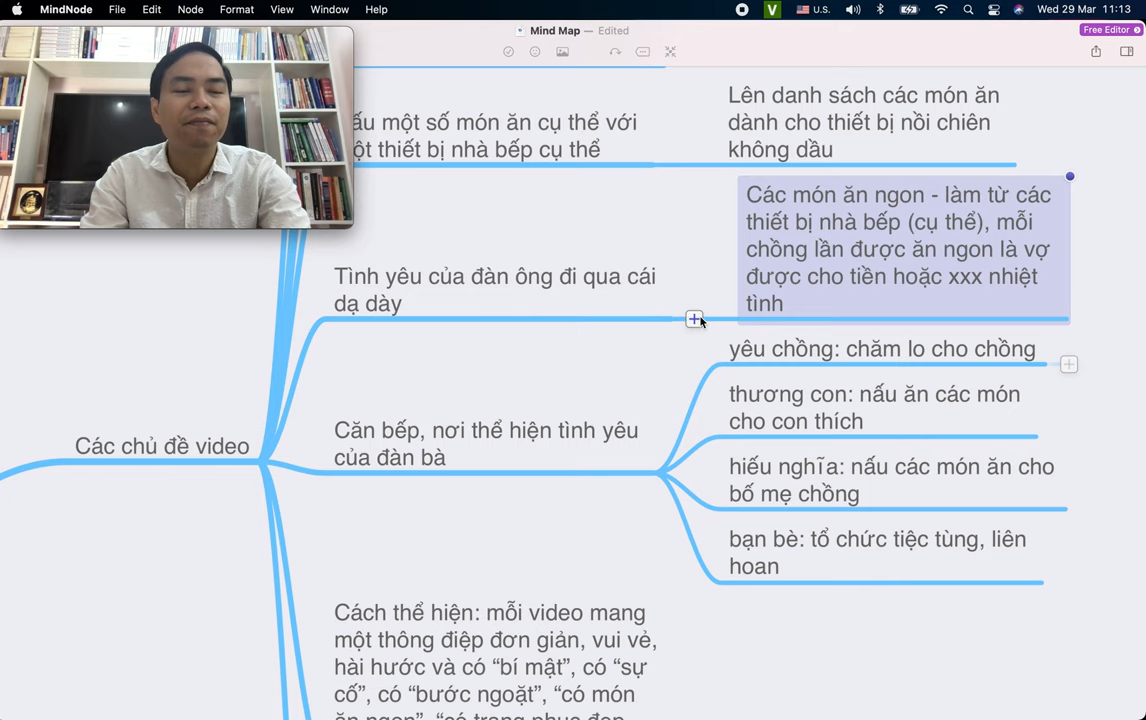 MindNode File Edit Node Format View Window Help
V U.S. Wed 29 Mar 11:13
Mind Map — Edited
Free Editor
ấu một số món ăn cụ thể với
ột thiết bị nhà bếp cụ thể
Lên danh sách các món ăn
dành cho thiết bị nồi chiên
không dầu
Tình yêu của đàn ông đi qua cái
dạ dày
Các món ăn ngon - làm từ các
thiết bị nhà bếp (cụ thể), mỗi
chồng lần được ăn ngon là vợ
được cho tiền hoặc xxx nhiệt
tình
Các chủ đề video
Căn bếp, nơi thể hiện tình yêu
của đàn bà
yêu chồng: chăm lo cho chồng
thương con: nấu ăn các món
cho con thích
hiếu nghĩa: nấu các món ăn cho
bố mẹ chồng
bạn bè: tổ chức tiệc tùng, liên
hoan
Cách thể hiện: mỗi video mang
một thông điệp đơn giản, vui vẻ,
hài hước và có “bí mật”, có “sự
cố”, có “bước ngoặt”, “có món
ăn ngon”, “có trang phục đẹp